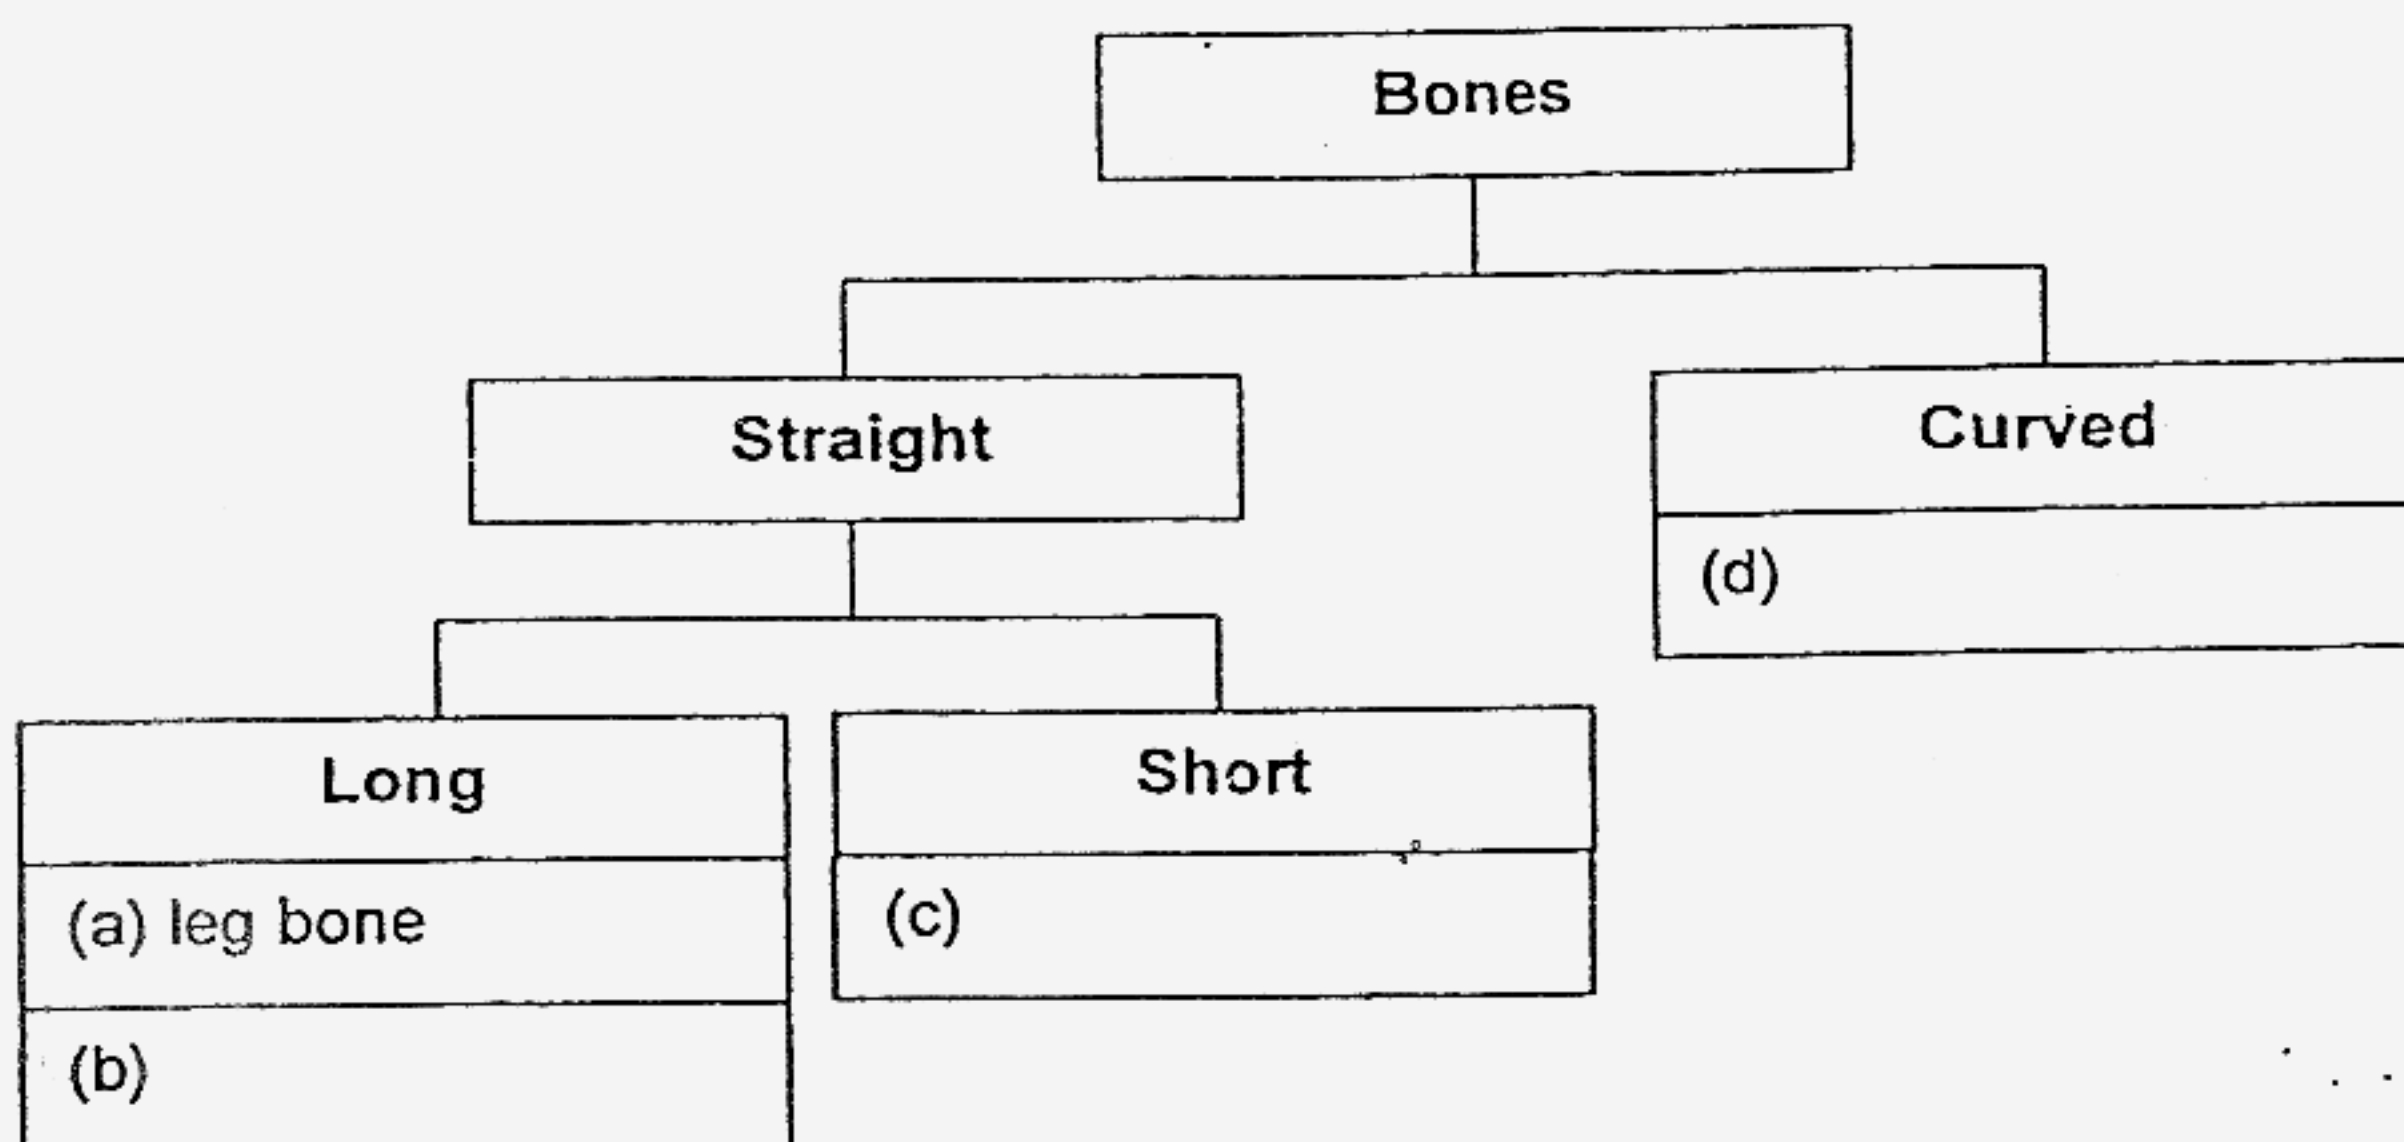 Bones
Straight
Curved
(d)
Long
Short
(a) leg bone
(c)
(b)